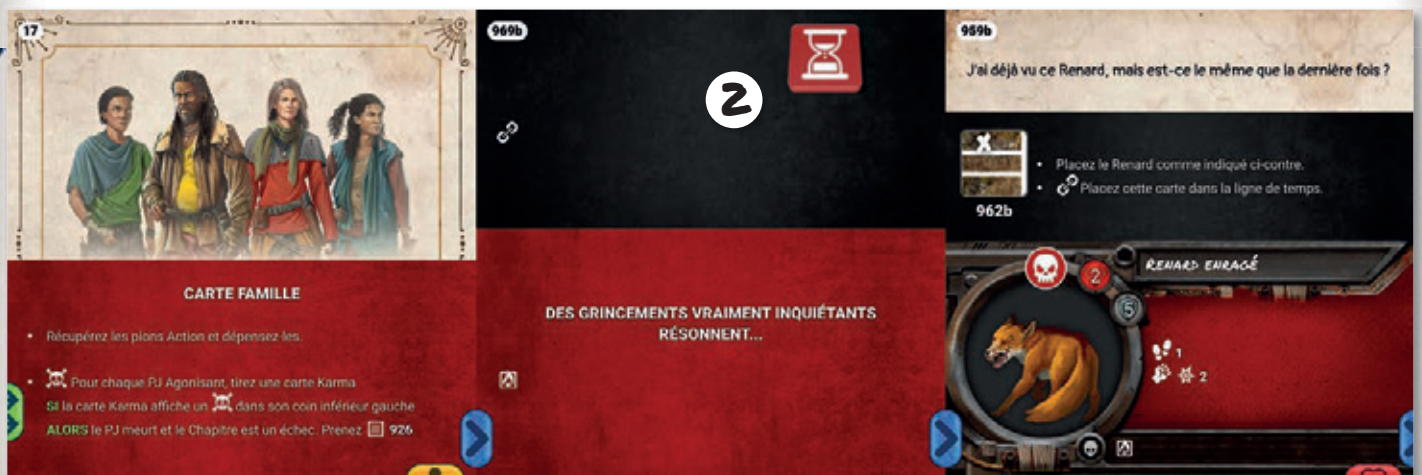 17
CARTE FAMILLE
• Récupérez les pions Action et dépensez-les.
• Pour chaque PJ Agonisant, tirez une carte Karma
SI la carte Karma affiche un dans son coin inférieur gauche
ALORS le PJ meurt et le Chapitre est un échec. Prenez 926
969b
2
DES GRINCEMENTS VRAIMENT INQUIÉTANTS
RÉSONNENT...
959b
J'ai déjà vu ce Renard, mais est-ce le même que la dernière fois ?
• Placez le Renard comme indiqué ci-contre.
• Placez cette carte dans la ligne de temps.
X
962b
2
RENARD ENRAGÉ
5
1
2